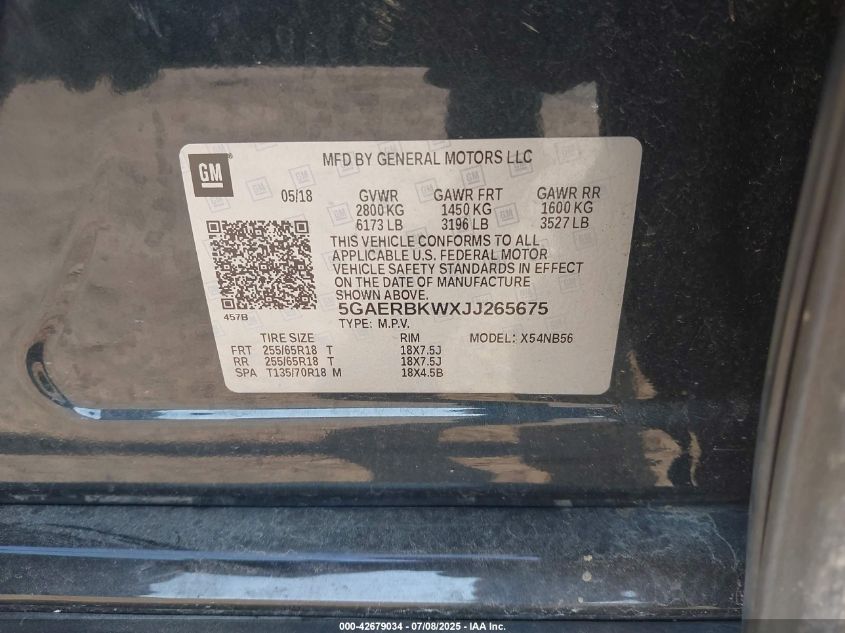 GM
MFD BY GENERAL MOTORS LLC
05/18 GVWR GAWR FRT GAWR RR
2800 KG 1450 KG 1600 KG
6173 LB 3196 LB 3527 LB
THIS VEHICLE CONFORMS TO ALL
APPLICABLE U.S. FEDERAL MOTOR
VEHICLE SAFETY STANDARDS IN EFFECT
ON THE DATE OF MANUFACTURE
SHOWN ABOVE.
457B
5GAERBKWXJJ265675
TYPE: M.P.V.
TIRE SIZE RIM MODEL: X54NB56
FRT 255/65R18 T 18X7.5J
RR 255/65R18 T 18X7.5J
SPA T135/70R18 M 18X4.5B
000-42679034 - 07/08/2025 - IAA Inc.